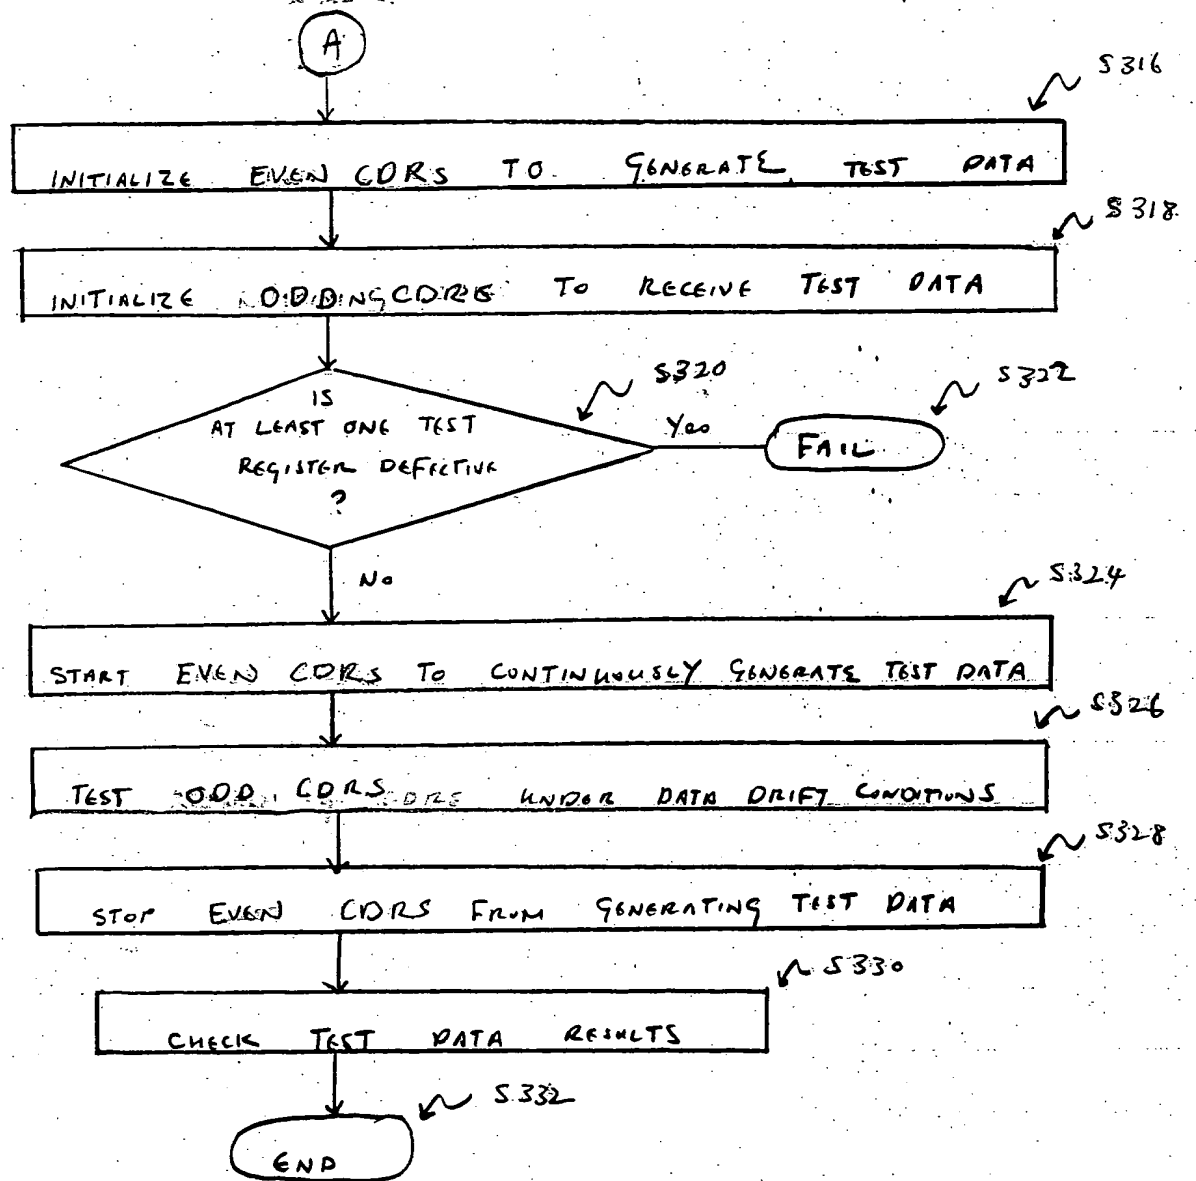 A
S316
INITIALIZE EVEN CDRS TO GENERATE TEST DATA
S318
INITIALIZE ODD CDRS TO RECEIVE TEST DATA
S320
S322
IS
AT LEAST ONE TEST
REGISTER DEFECTIVE
?
Yes
FAIL
No
S324
START EVEN CDRS TO CONTINUOUSLY GENERATE TEST DATA
S326
TEST ODD CDRS UNDER DATA DRIFT CONDITIONS
S328
STOP EVEN CDRS FROM GENERATING TEST DATA
S330
CHECK TEST DATA RESULTS
S332
END